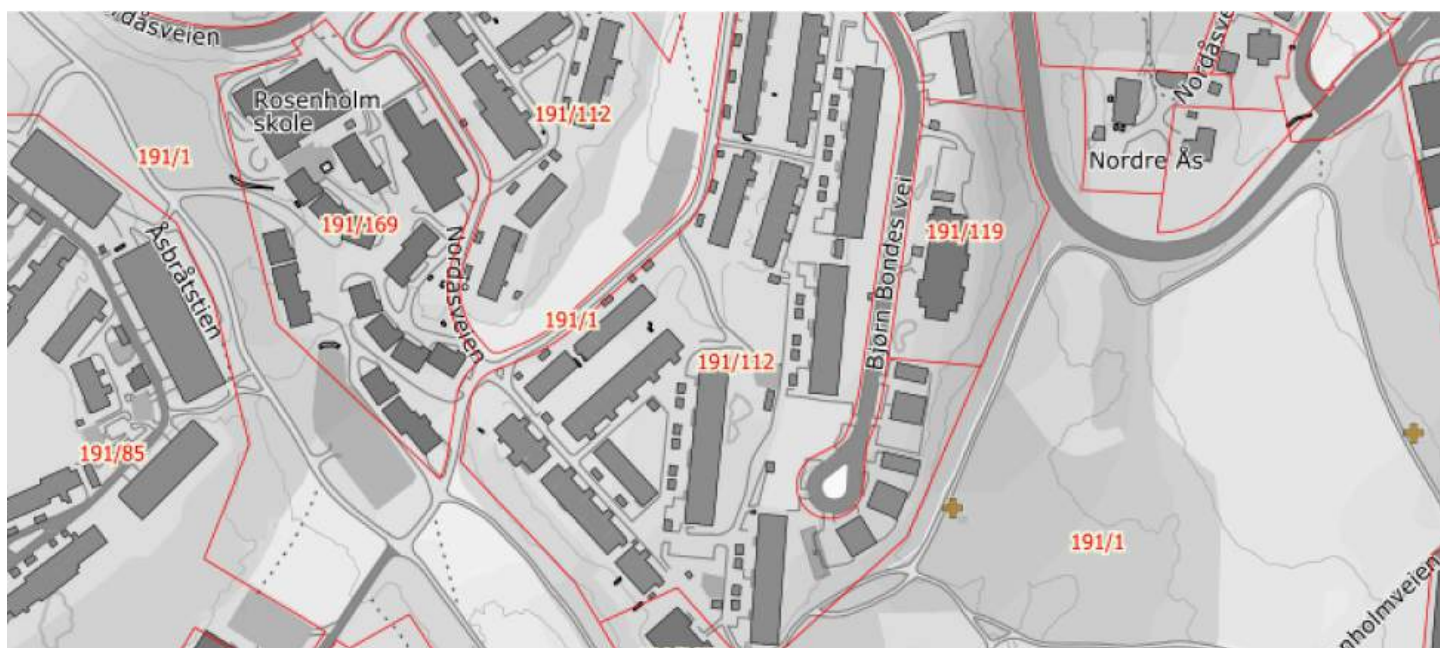 Rosenholm
skole
191/112
191/1
Nordåsve
Nordre Ås
191/169
Åsbråtstien
Nordåsveien
191/1
Bjørn Bondes vei
191/119
191/112
191/85
191/1
nholmveien
dåsveien